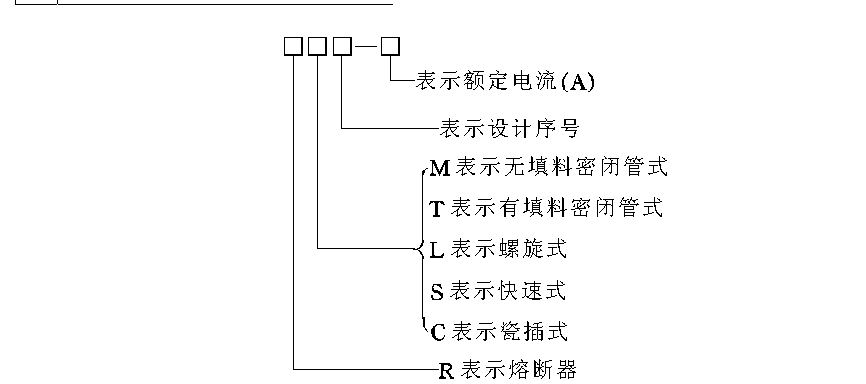 □□□—□
表示额定电流(A)
表示设计序号
M表示无填料密闭管式
T表示有填料密闭管式
L表示螺旋式
S表示快速式
C表示瓷插式
R表示熔断器